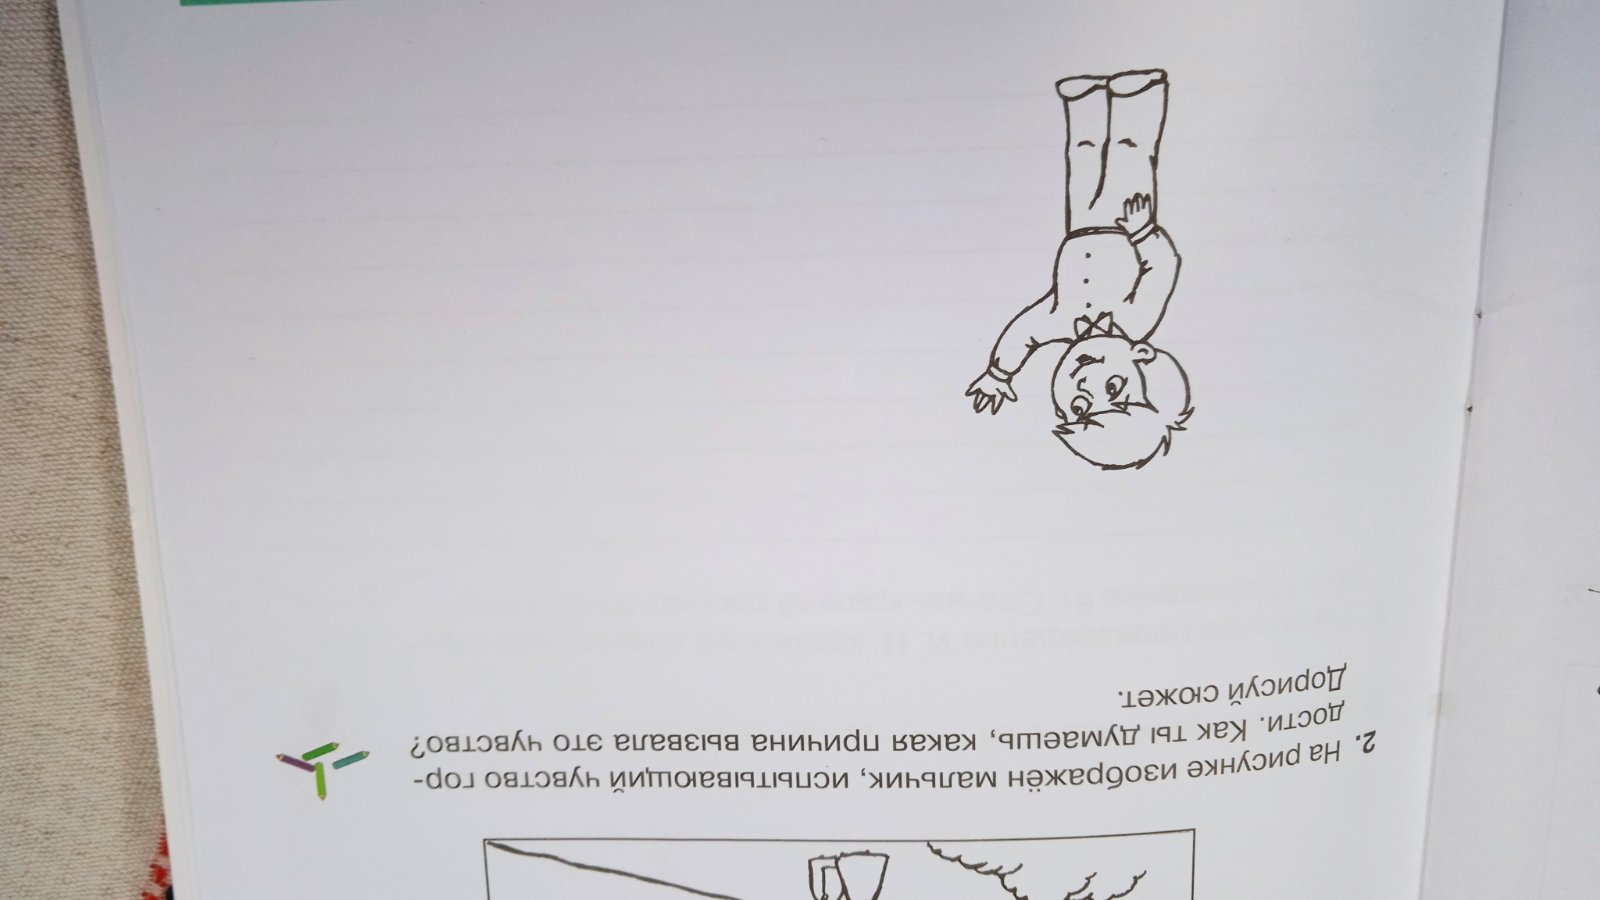 2. На рисунке изображён мальчик, испытывающий чувство гор-
дости. Как ты думаешь, какая причина вызвала это чувство?
Дорисуй сюжет.